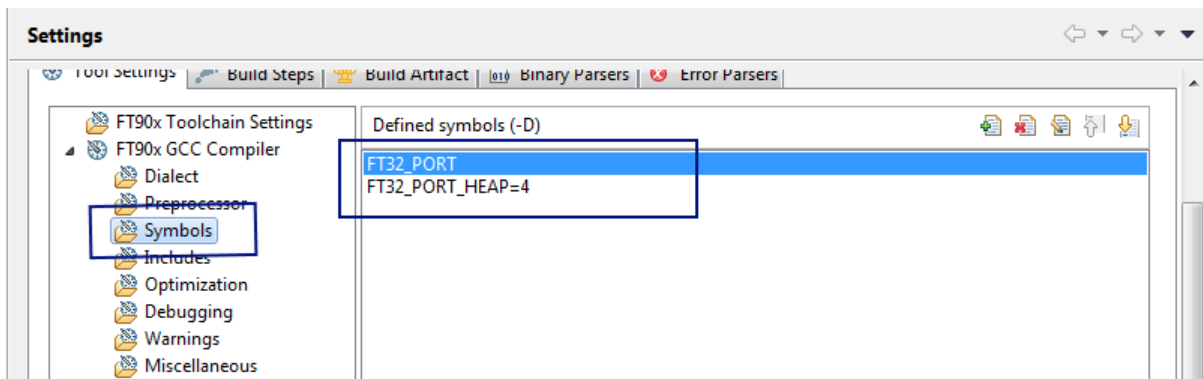 Settings
Tool Settings Build Steps Build Artifact Binary Parsers Error Parsers
FT90x Toolchain Settings
FT90x GCC Compiler
Dialect
Preprocessor
Symbols
Includes
Optimization
Debugging
Warnings
Miscellaneous
Defined symbols (-D)
FT32_PORT
FT32_PORT_HEAP=4